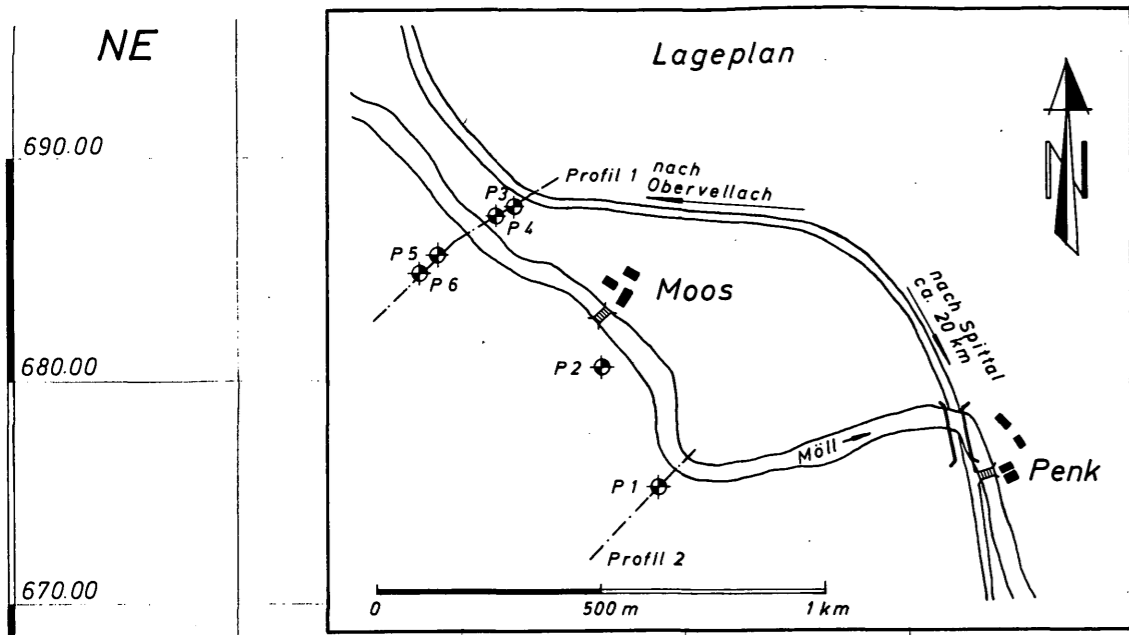 NE
690.00
680.00
670.00
Lageplan
N
Profil 1
nach
Obervellach
P3
P4
P5
P6
Moos
nach Spittal
ca. 20 km
P2
Möll
Penk
P1
Profil 2
0
500 m
1 km